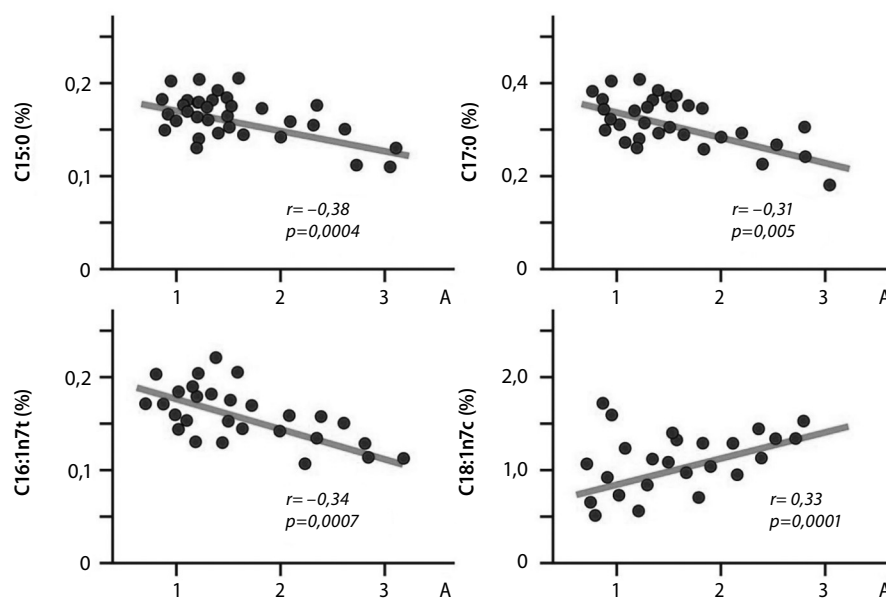 C15:0 (%)
0,2
0,1
0
r= –0,38
p=0,0004
1 2 3 A
C17:0 (%)
0,4
0,2
0
r= –0,31
p=0,005
1 2 3 A
C16:1n7t (%)
0,2
0,1
0
r= –0,34
p=0,0007
1 2 3 A
C18:1n7c (%)
2,0
1,0
0
r= 0,33
p=0,0001
1 2 3 A